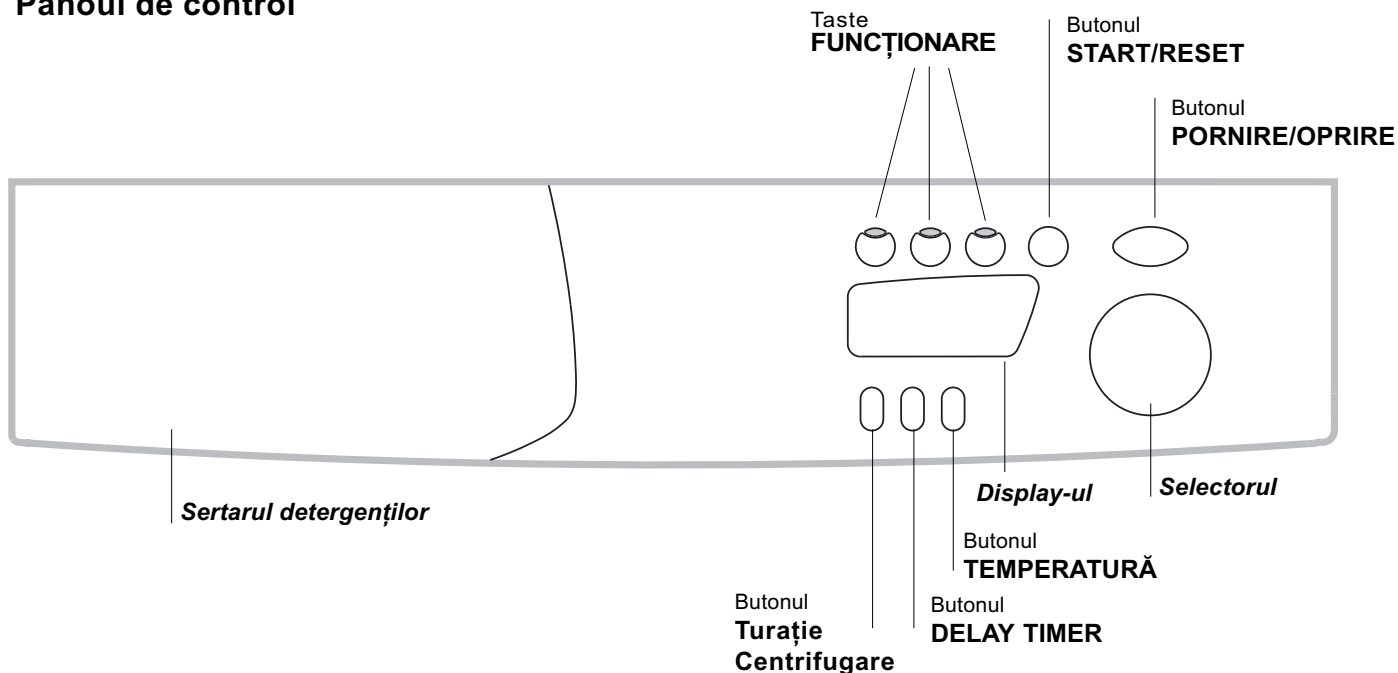 Panoul de control
Taste
FUNCȚIONARE
Butonul
START/RESET
Butonul
PORNIRE/OPRIRE
Sertarul detergenților
Display-ul
Selectorul
Butonul
TEMPERATURĂ
Butonul
DELAY TIMER
Butonul
Turație
Centrifugare